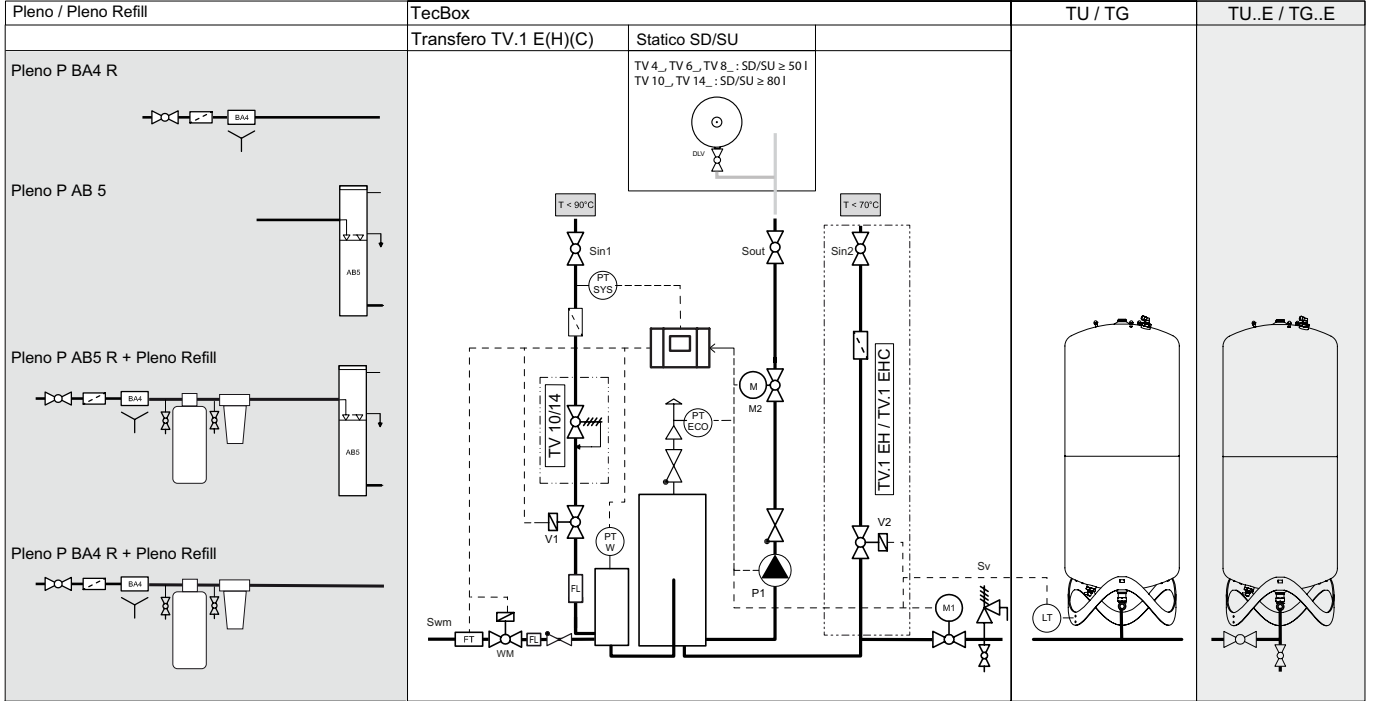 Pleno / Pleno Refill
TecBox
TU / TG
TU..E / TG..E
Transfero TV.1 E(H)(C)
Statico SD/SU
Pleno P BA4 R
BA4
Pleno P AB 5
AB5
Pleno P AB5 R + Pleno Refill
BA4
AB5
Pleno P BA4 R + Pleno Refill
BA4
TV 4_, TV 6_, TV 8_ : SD/SU ≥ 50 l
TV 10_, TV 14_ : SD/SU ≥ 80 l
DLV
T < 90°C
T < 70°C
Sin1
Sout
Sin2
PT
SYS
M
M2
PT
ECO
TV 10/14
TV.1 EH / TV.1 EHC
V1
PT
W
V2
FL
P1
Sv
M1
LT
Swm
FT
FL
WM